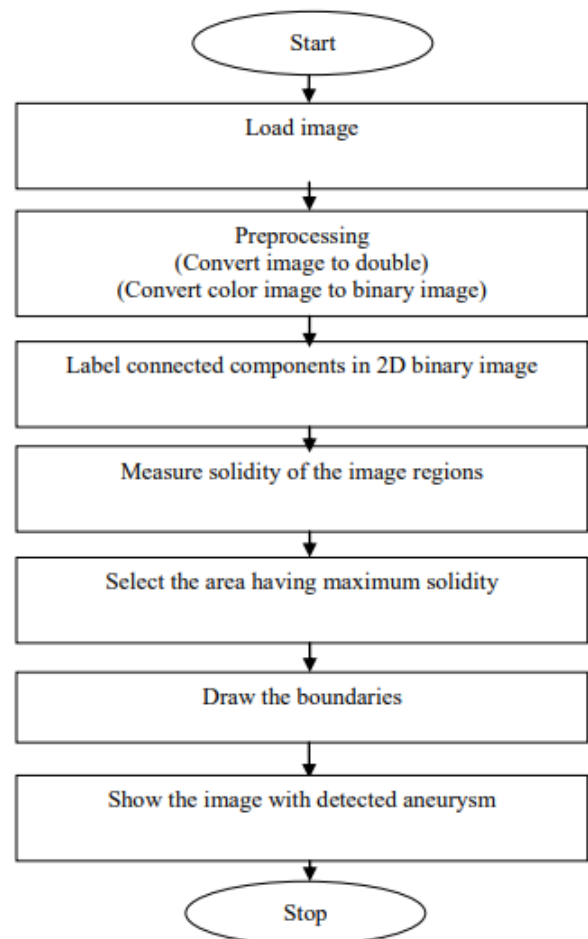 Start
Load image
Preprocessing
(Convert image to double)
(Convert color image to binary image)
Label connected components in 2D binary image
Measure solidity of the image regions
Select the area having maximum solidity
Draw the boundaries
Show the image with detected aneurysm
Stop